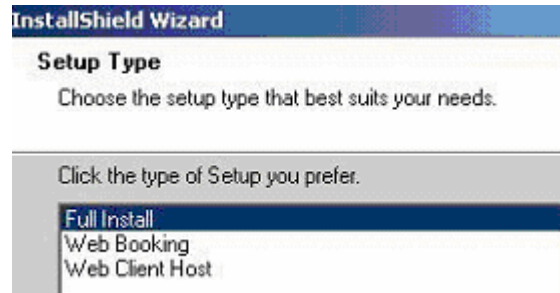 InstallShield Wizard
Setup Type
Choose the setup type that best suits your needs.
Click the type of Setup you prefer.
Full Install
Web Booking
Web Client Host